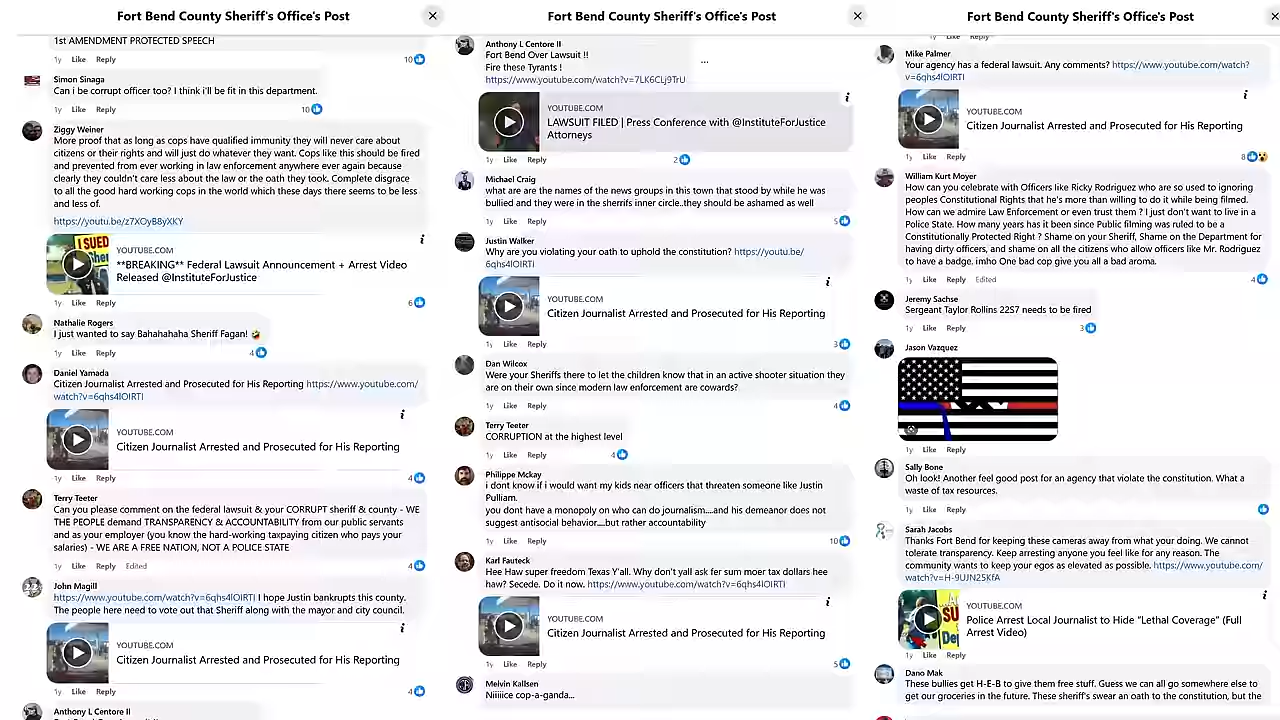 Fort Bend County Sheriff's Office's Post
1st AMENDMENT PROTECTED SPEECH
1y Like Reply 10
Simon Sinaga
Can i be corrupt officer too? I think i'll be fit in this department.
1y Like Reply 10
Ziggy Weiner
More proof that as long as cops have qualified immunity they will never care about
citizens or their rights and will just do whatever they want. Cops like this should be fired
and prevented from ever working in law enforcement anywhere ever again because
clearly they couldn't care less about the law or the oath they took. Complete disgrace
to all the good hard working cops in the world which these days there seems to be less
and less of.
https://youtu.be/z7XOyB8yXKY
I SUED
YOUTUBE.COM
**BREAKING** Federal Lawsuit Announcement + Arrest Video
Released @InstituteForJustice
1y Like Reply 6
Nathalie Rogers
I just wanted to say Bahahahaha Sheriff Fagan! 🤣
1y Like Reply 4
Daniel Yamada
Citizen Journalist Arrested and Prosecuted for His Reporting https://www.youtube.com/
watch?v=6qhs4lOIRTI
YOUTUBE.COM
Citizen Journalist Arrested and Prosecuted for His Reporting
1y Like Reply 4
Terry Teeter
Can you please comment on the federal lawsuit & your CORRUPT sheriff & county - WE
THE PEOPLE demand TRANSPARENCY & ACCOUNTABILITY from our public servants
and as your employer (you know the hard-working taxpaying citizen who pays your
salaries) - WE ARE A FREE NATION, NOT A POLICE STATE
1y Like Reply Edited 4
John Magill
https://www.youtube.com/watch?v=6qhs4lOIRTI I hope Justin bankrupts this county.
The people here need to vote out that Sheriff along with the mayor and city council.
YOUTUBE.COM
Citizen Journalist Arrested and Prosecuted for His Reporting
1y Like Reply 4
Anthony L Centore II
Fort Bend County Sheriff's Office's Post
Anthony L Centore II
Fort Bend Over Lawsuit !!
Fire these Tyrants !
https://www.youtube.com/watch?v=7LK6CLj9TrU
YOUTUBE.COM
LAWSUIT FILED | Press Conference with @InstituteForJustice
Attorneys
1y Like Reply 2
Michael Craig
what are are the names of the news groups in this town that stood by while he was
bullied and they were in the sherrifs inner circle..they should be ashamed as well
1y Like Reply 5
Justin Walker
Why are you violating your oath to uphold the constitution? https://youtu.be/
6qhs4lOIRTi
YOUTUBE.COM
Citizen Journalist Arrested and Prosecuted for His Reporting
1y Like Reply 3
Dan Wilcox
Were your Sheriffs there to let the children know that in an active shooter situation they
are on their own since modern law enforcement are cowards?
1y Like Reply 4
Terry Teeter
CORRUPTION at the highest level
1y Like Reply 4
Philippe Mckay
i dont know if i would want my kids near officers that threaten someone like Justin
Pulliam.
you dont have a monopoly on who can do journalism....and his demeanor does not
suggest antisocial behavior....but rather accountability
1y Like Reply 10
Karl Fauteck
Hee Haw super freedom Texas Y'all. Why don't yall ask fer sum moer tax dollars hee
haw? Secede. Do it now. https://www.youtube.com/watch?v=6qhs4lOIRTI
YOUTUBE.COM
Citizen Journalist Arrested and Prosecuted for His Reporting
1y Like Reply 5
Melvin Kallsen
Niiiiice cop-a-ganda...
Fort Bend County Sheriff's Office's Post
1y Like Reply
Mike Palmer
Your agency has a federal lawsuit. Any comments? https://www.youtube.com/watch?
v=6qhs4lOIRTI
YOUTUBE.COM
Citizen Journalist Arrested and Prosecuted for His Reporting
1y Like Reply 8
William Kurt Moyer
How can you celebrate with Officers like Ricky Rodriguez who are so used to ignoring
peoples Constitutional Rights that he's more than willing to do it while being filmed.
How can we admire Law Enforcement or even trust them ? I just don't want to live in a
Police State. How many years has it been since Public filming was ruled to be a
Constitutionally Protected Right ? Shame on your Sheriff, Shame on the Department for
having dirty officers, and shame on all the citizens who allow officers like Mr. Rodriguez
to have a badge. imho One bad cop give you all a bad aroma.
1y Like Reply Edited 4
Jeremy Sachse
Sergeant Taylor Rollins 22S7 needs to be fired
1y Like Reply 3
Jason Vazquez
1y Like Reply
Sally Bone
Oh look! Another feel good post for an agency that violate the constitution. What a
waste of tax resources.
1y Like Reply
Sarah Jacobs
Thanks Fort Bend for keeping these cameras away from what your doing. We cannot
tolerate transparency. Keep arresting anyone you feel like for any reason. The
community wants to keep your egos as elevated as possible. https://www.youtube.com/
watch?v=H-9UJN25KfA
YOUTUBE.COM
Police Arrest Local Journalist to Hide "Lethal Coverage" (Full
Arrest Video)
1y Like Reply
Dano Mak
These bullies get H-E-B to give them free stuff. Guess we can all go somewhere else to
get our groceries in the future. These sheriff's swear an oath to the constitution, but the